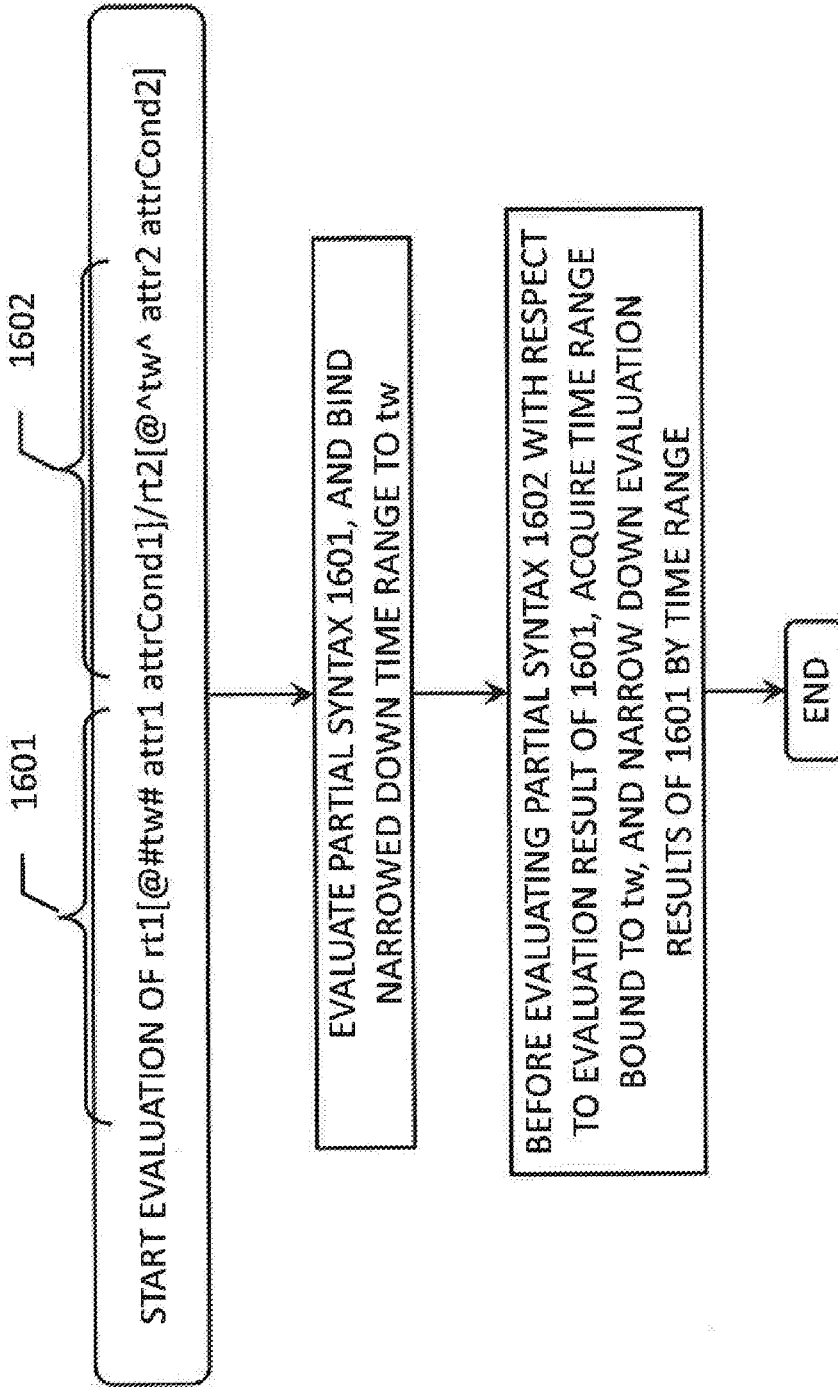 1601
1602
START EVALUATION OF rt1[@#tw# attr1 attrCond1}/rt2[@^tw^ attr2 attrCond2]
EVALUATE PARTIAL SYNTAX 1601, AND BIND
NARROWED DOWN TIME RANGE TO tw
BEFORE EVALUATING PARTIAL SYNTAX 1602 WITH RESPECT
TO EVALUATION RESULT OF 1601, ACQUIRE TIME RANGE
BOUND TO tw, AND NARROW DOWN EVALUATION
RESULTS OF 1601 BY TIME RANGE
END